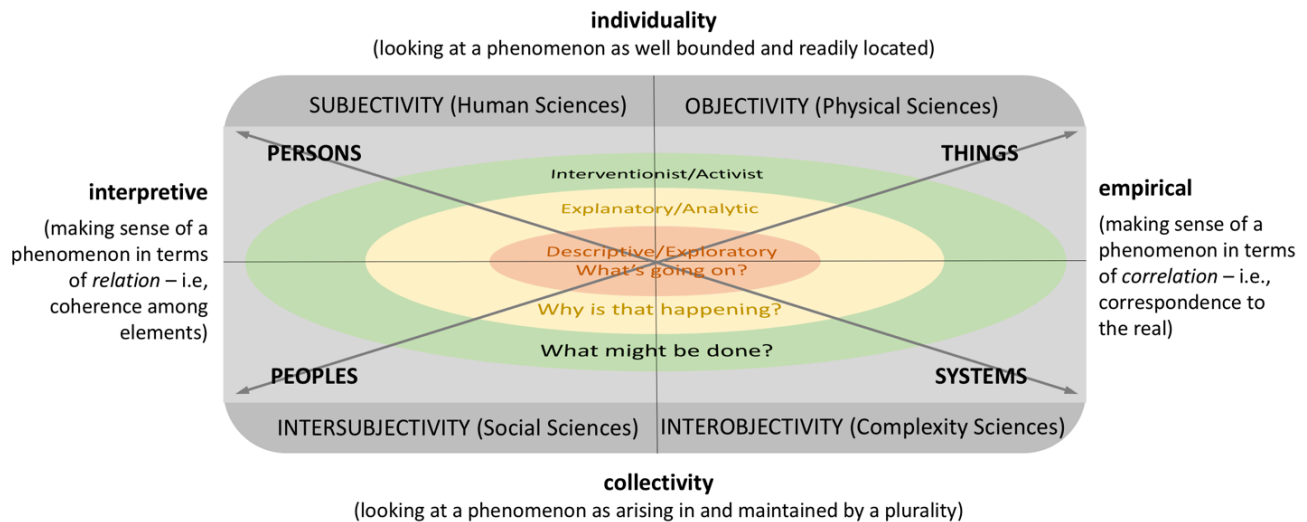 individuality
(looking at a phenomenon as well bounded and readily located)
SUBJECTIVITY (Human Sciences)
OBJECTIVITY (Physical Sciences)
PERSONS
THINGS
Interventionist/Activist
interpretive
(making sense of a
phenomenon in terms
of relation – i.e,
coherence among
elements)
Explanatory/Analytic
Descriptive/Exploratory
What's going on?
Why is that happening?
What might be done?
empirical
(making sense of a
phenomenon in terms
of correlation – i.e.,
correspondence to
the real)
PEOPLES
SYSTEMS
INTERSUBJECTIVITY (Social Sciences)
INTEROBJECTIVITY (Complexity Sciences)
collectivity
(looking at a phenomenon as arising in and maintained by a plurality)